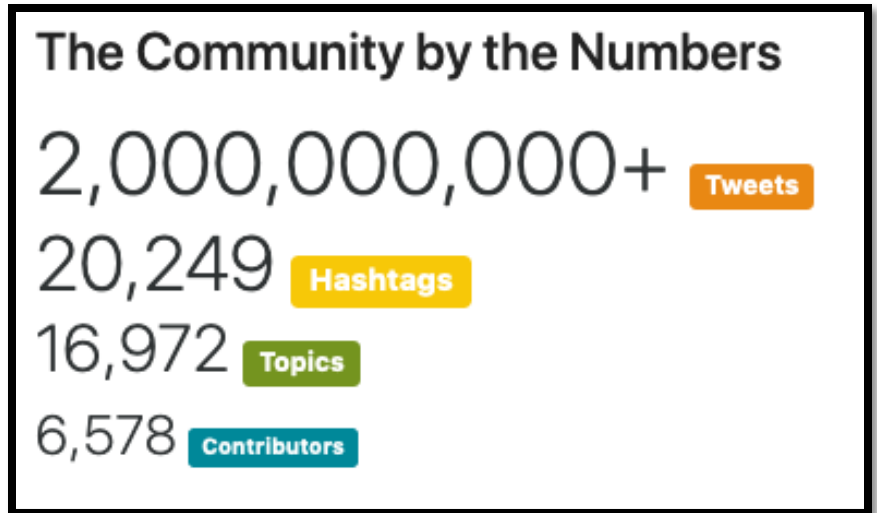 The Community by the Numbers
2,000,000,000+ Tweets
20,249 Hashtags
16,972 Topics
6,578 Contributors